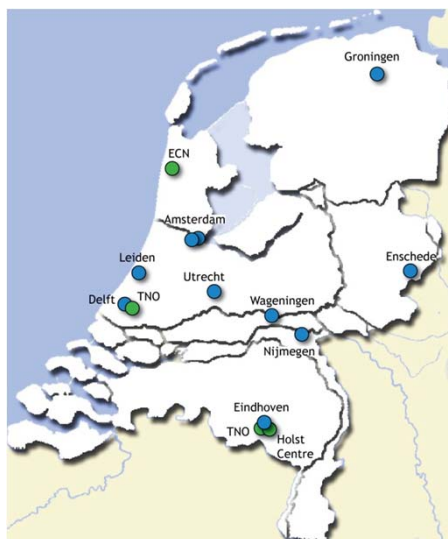 Groningen
ECN
Amsterdam
Leiden
Enschede
Utrecht
Delft
TNO
Wageningen
Nijmegen
Eindhoven
TNO
Holst
Centre